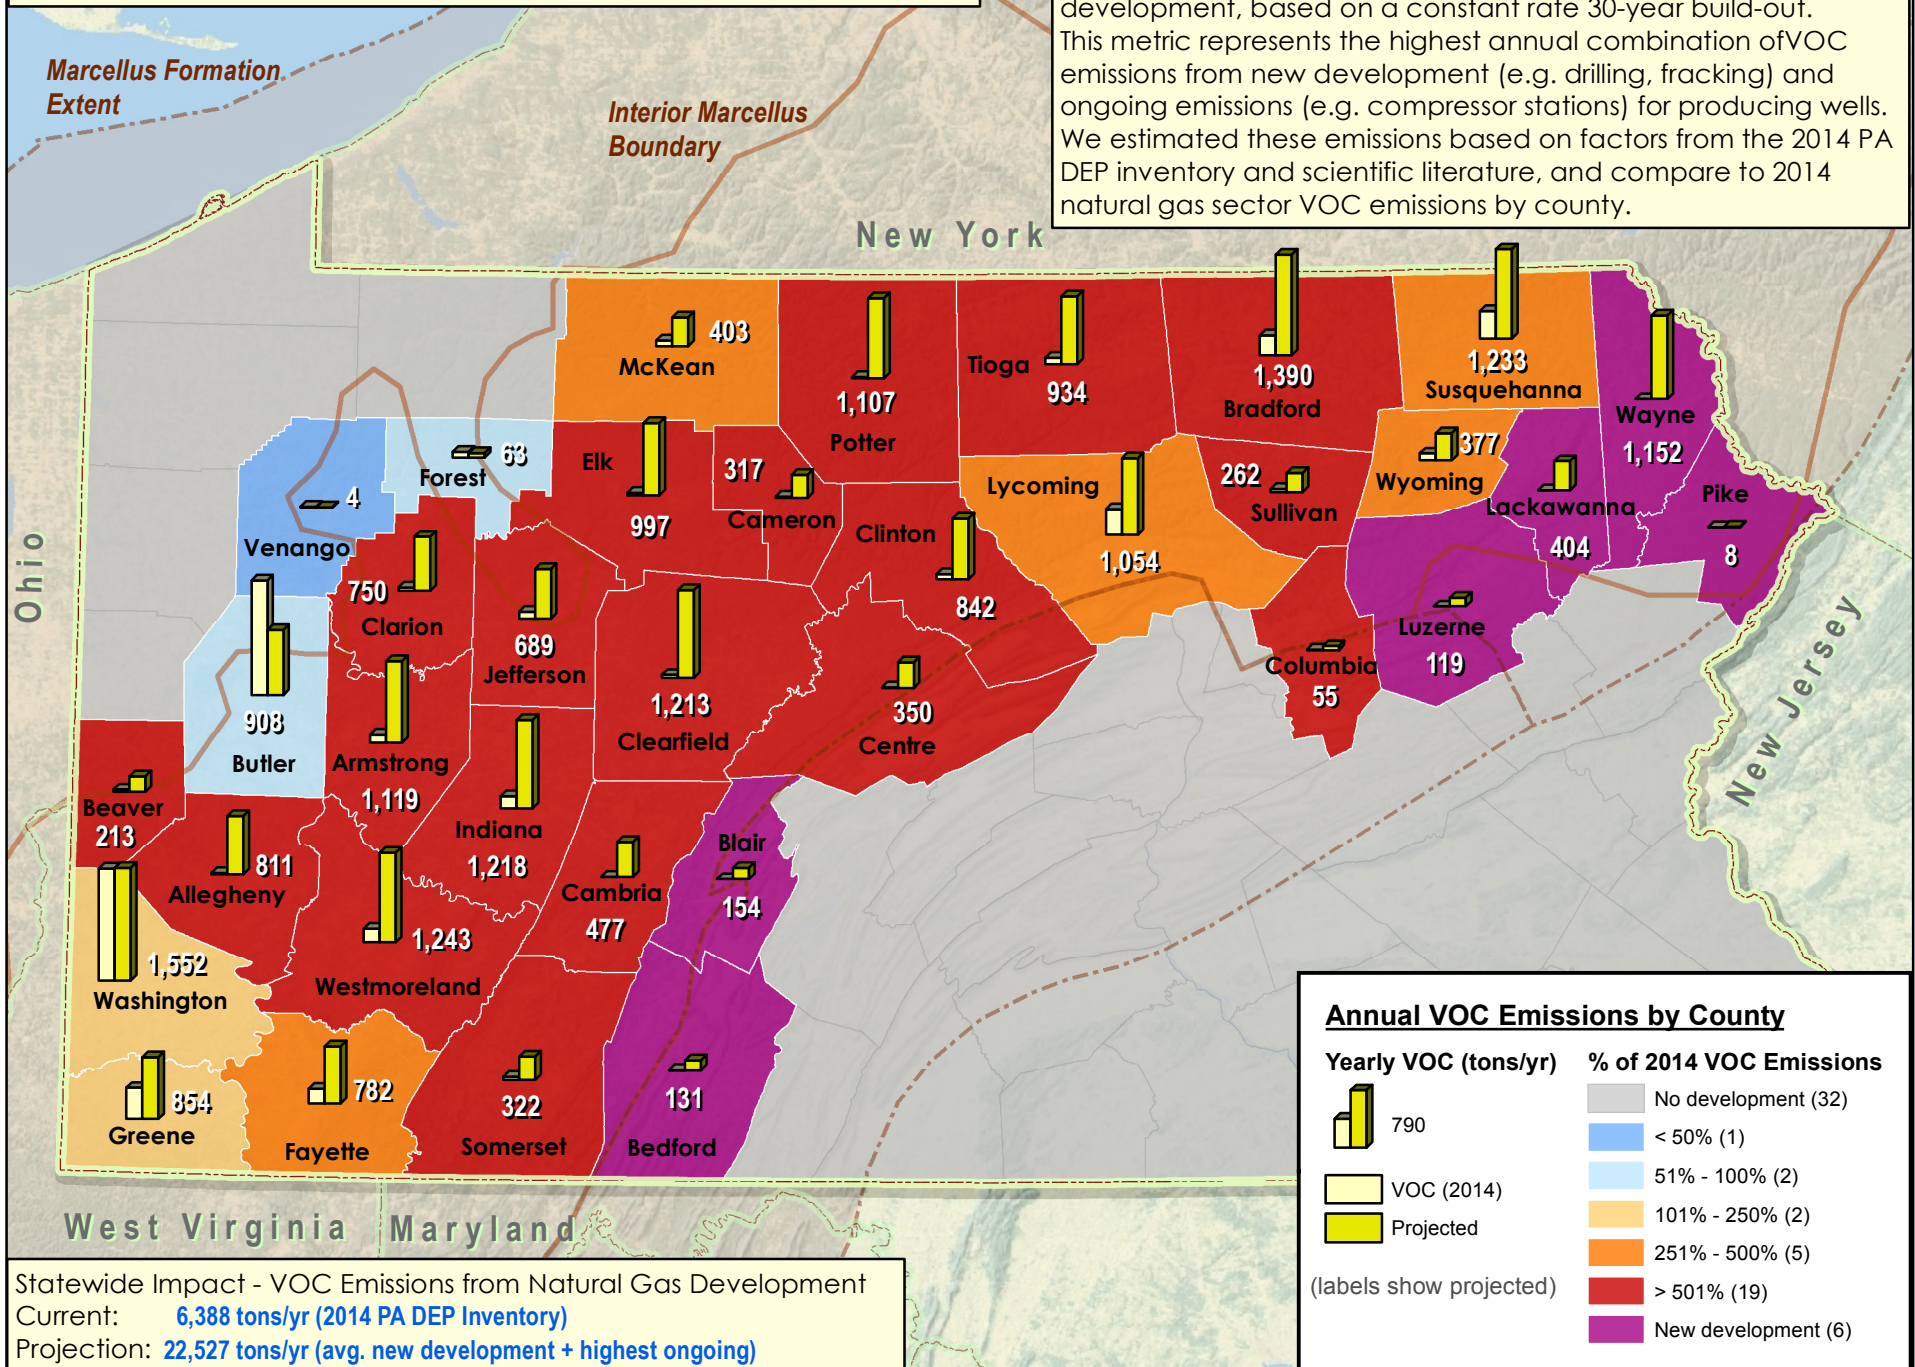 development, based on a constant rate 30-year build-out.
This metric represents the highest annual combination ofVOC
emissions from new development (e.g. drilling, fracking) and
ongoing emissions (e.g. compressor stations) for producing wells.
We estimated these emissions based on factors from the 2014 PA
DEP inventory and scientific literature, and compare to 2014
natural gas sector VOC emissions by county.
Marcellus Formation
Extent
Interior Marcellus
Boundary
New York
Ohio
New Jersey
West Virginia
Maryland
403
McKean
1,107
Potter
Tioga
934
1,390
Bradford
1,233
Susquehanna
Wayne
1,152
4
Venango
63
Forest
Elk
997
317
Cameron
Clinton
842
Lycoming
1,054
262
Sullivan
377
Wyoming
Lackawanna
404
Pike
8
750
Clarion
689
Jefferson
1,213
Clearfield
350
Centre
Columbia
55
Luzerne
119
908
Butler
Armstrong
1,119
Indiana
1,218
Beaver
213
811
Allegheny
1,243
Westmoreland
Cambria
477
Blair
154
1,552
Washington
854
Greene
782
Fayette
322
Somerset
131
Bedford
Annual VOC Emissions by County
Yearly VOC (tons/yr)
790
VOC (2014)
Projected
(labels show projected)
% of 2014 VOC Emissions
No development (32)
< 50% (1)
51% - 100% (2)
101% - 250% (2)
251% - 500% (5)
> 501% (19)
New development (6)
Statewide Impact - VOC Emissions from Natural Gas Development
Current: 6,388 tons/yr (2014 PA DEP Inventory)
Projection: 22,527 tons/yr (avg. new development + highest ongoing)